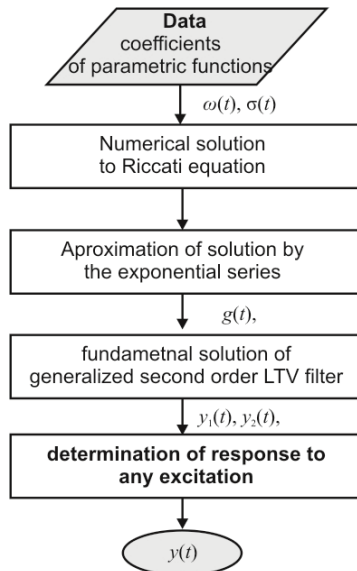 Data
coefficients
of parametric functions
ω(t), σ(t)
Numerical solution
to Riccati equation
Aproximation of solution by
the exponential series
g(t),
fundametnal solution of
generalized second order LTV filter
y₁(t), y₂(t),
determination of response to
any excitation
y(t)